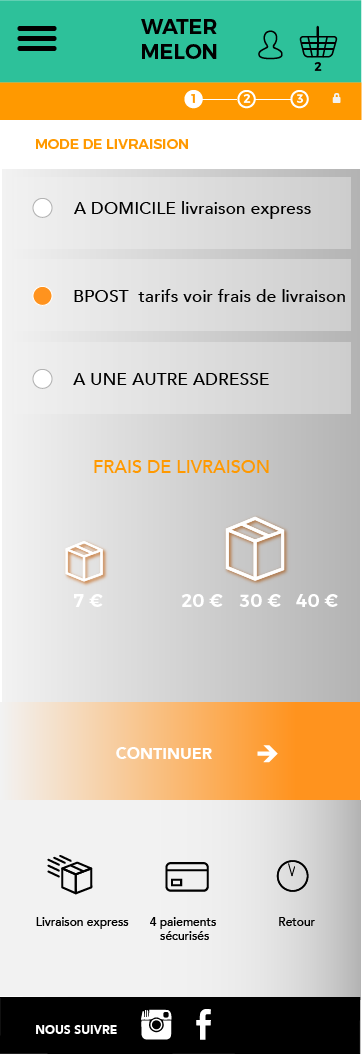 WATER
MELON
2
1 2 3
MODE DE LIVRAISION
A DOMICILE livraison express
BPOST tarifs voir frais de livraison
A UNE AUTRE ADRESSE
FRAIS DE LIVRAISON
7 € 20 € 30 € 40 €
CONTINUER
Livraison express
4 paiements
sécurisés
Retour
NOUS SUIVRE